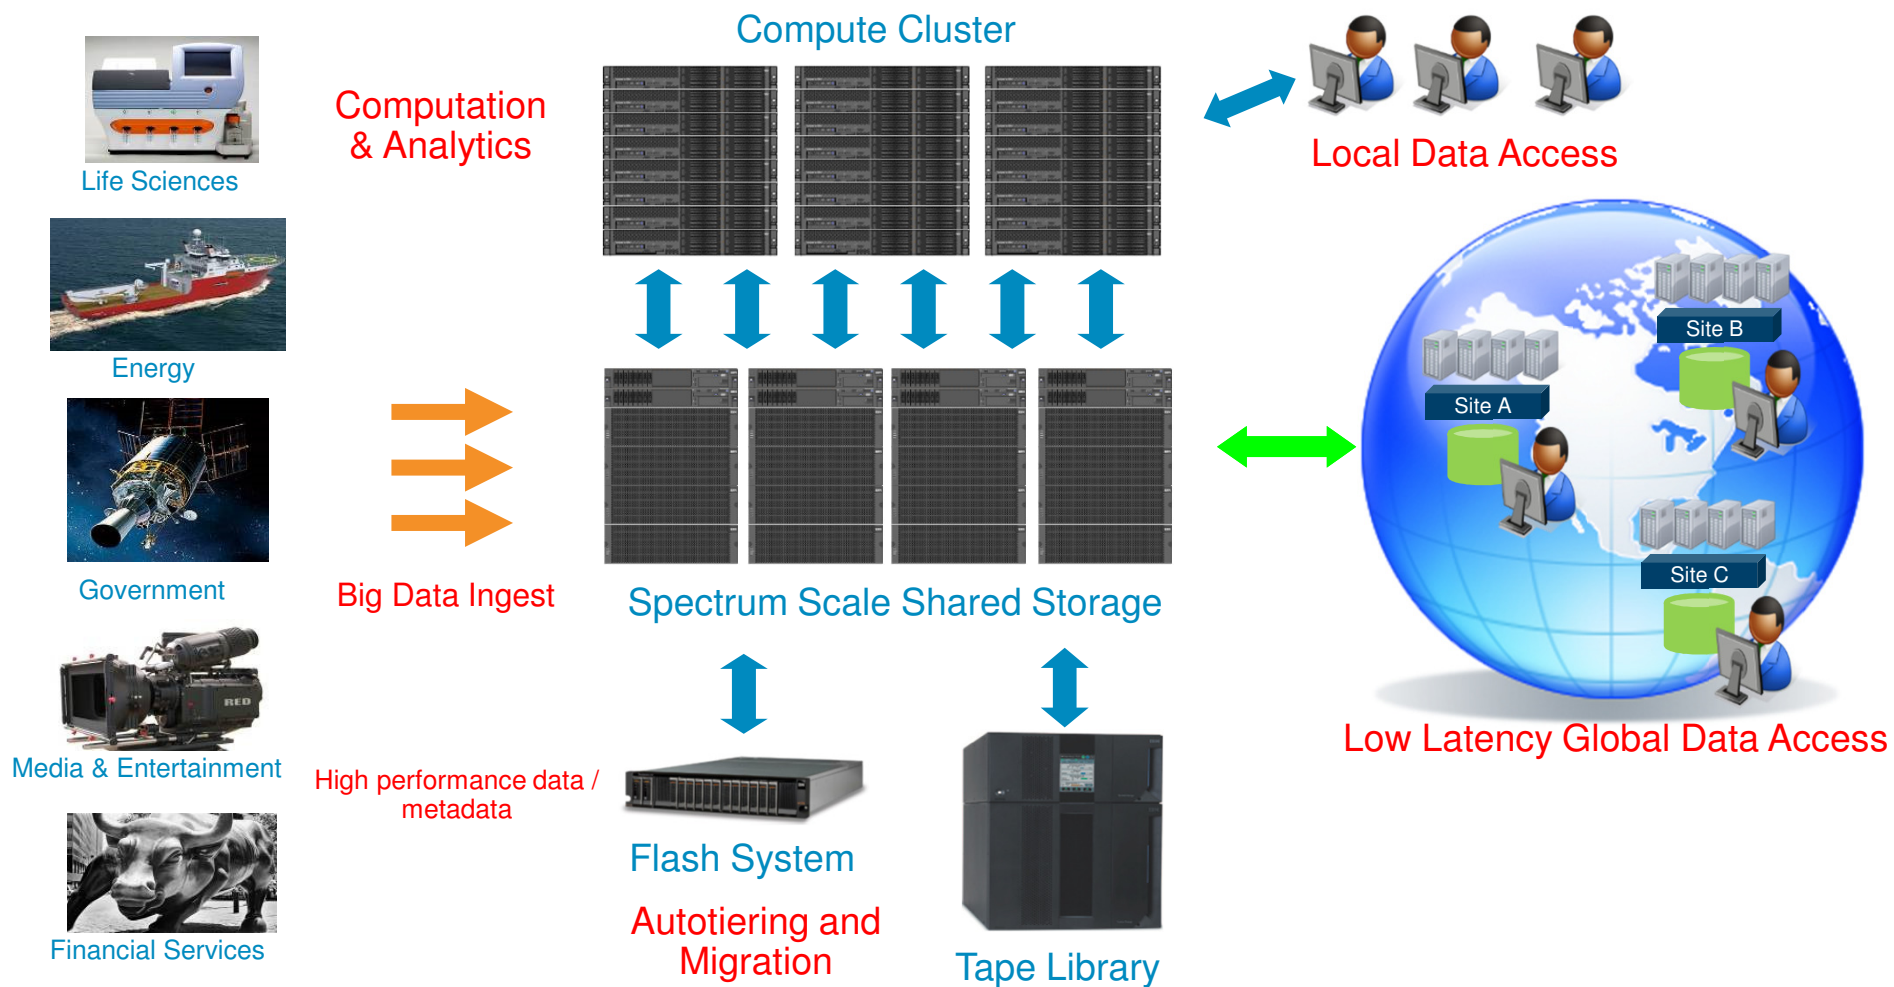 Compute Cluster
Computation
& Analytics
Life Sciences
Local Data Access
Energy
Site B
Site A
Government
Big Data Ingest
Spectrum Scale Shared Storage
Site C
RED
Media & Entertainment
High performance data /
metadata
Low Latency Global Data Access
Flash System
Autotiering and
Migration
Financial Services
Tape Library